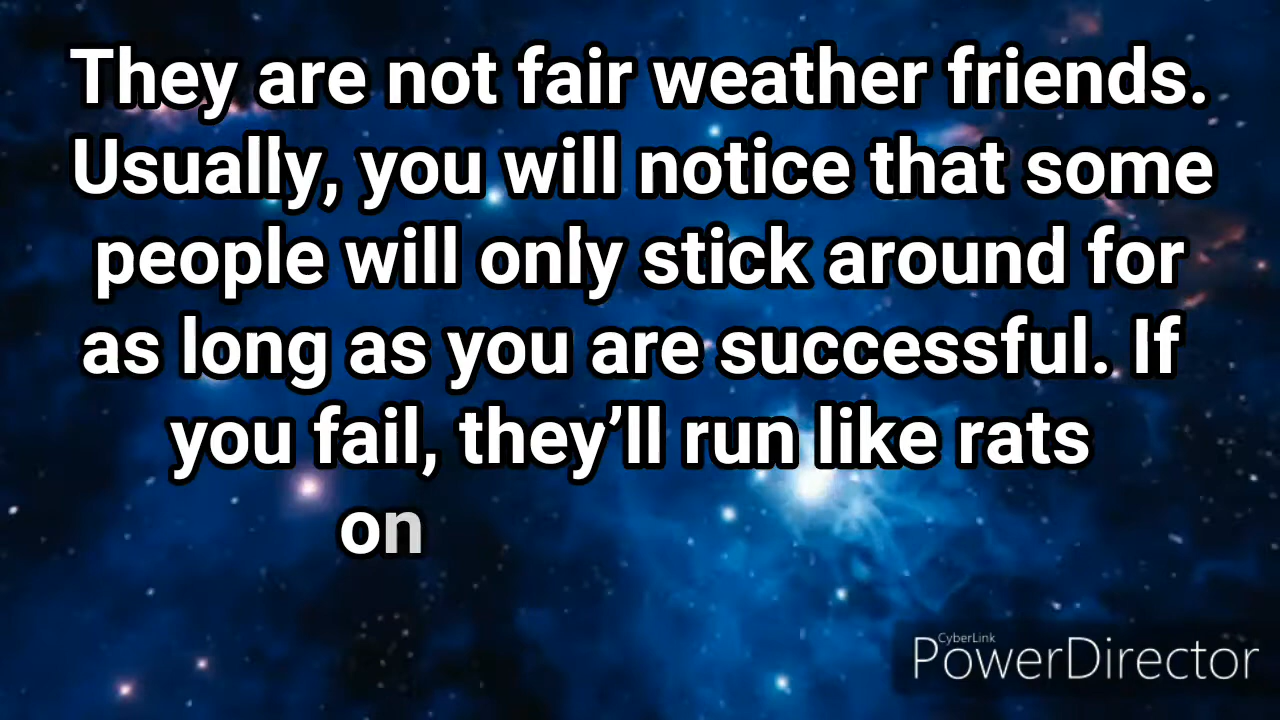 They are not fair weather friends.
Usually, you will notice that some
people will only stick around for
as long as you are successful. If
you fail, they’ll run like rats
on
CyberLink
PowerDirector